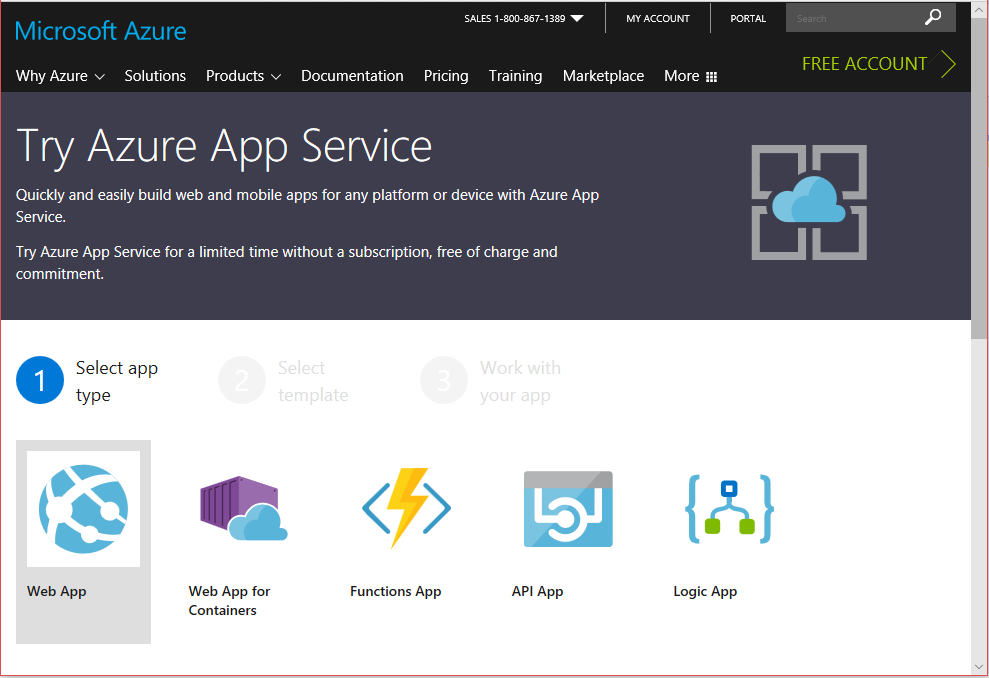 Microsoft Azure
SALES 1-800-867-1389
MY ACCOUNT
PORTAL
Search
Why Azure
Solutions
Products
Documentation
Pricing
Training
Marketplace
More
FREE ACCOUNT
Try Azure App Service
Quickly and easily build web and mobile apps for any platform or device with Azure App
Service.
Try Azure App Service for a limited time without a subscription, free of charge and
commitment.
1
Select app
type
2
Select
template
3
Work with
your app
Web App
Web App for
Containers
Functions App
API App
Logic App